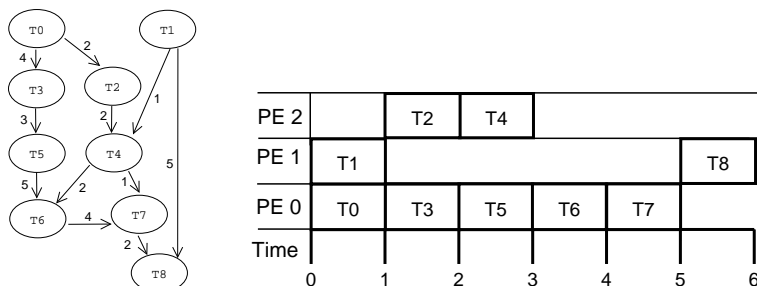 T0 T1
2
4
T3 T2
1
3 2
T5 T4
5
5 2 1
T6 4 T7
2
T8
PE 2 T2 T4
PE 1 T1 T8
PE 0 T0 T3 T5 T6 T7
Time
0 1 2 3 4 5 6